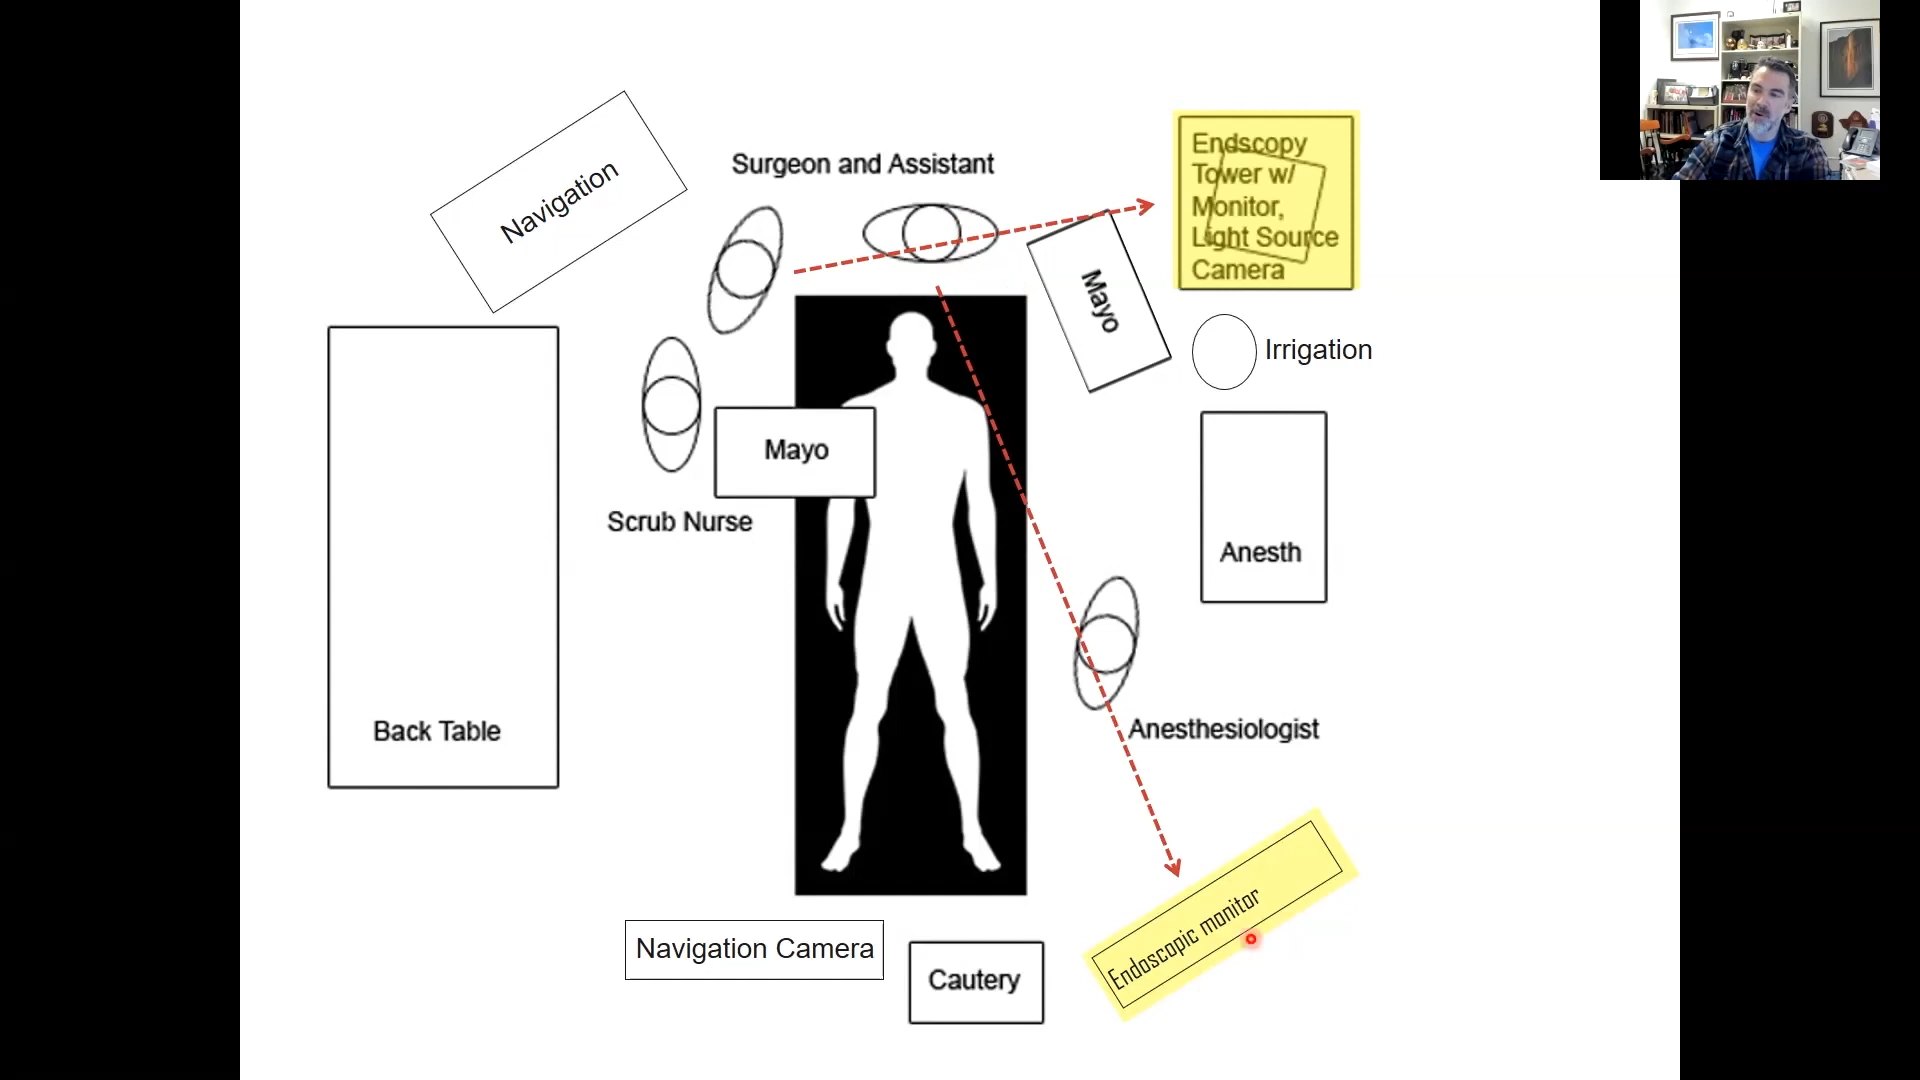 Navigation
Surgeon and Assistant
Endscopy
Tower w/
Monitor,
Light Source
Camera
Mayo
Irrigation
Mayo
Scrub Nurse
Anesth
Back Table
Anesthesiologist
Endoscopic monitor
Navigation Camera
Cautery